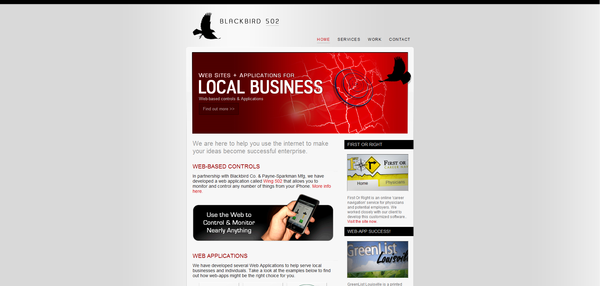 BLACKBIRD 502
HOME SERVICES WORK CONTACT
WEB SITES + APPLICATIONS FOR
LOCAL BUSINESS
Web-based controls & Applications
Find out more >>
We are here to help you use the internet to make
your ideas become successful enterprise.
WEB-BASED CONTROLS
In partnership with Blackbird Co. & Payne-Sparkman Mfg. we have
developed a web application called Wing 502 that allows you to
monitor and control any number of things from your iPhone. More info
here
Use the Web to
Control & Monitor
Nearly Anything
WEB APPLICATIONS
We have developed several Web Applications to help serve local
businesses and individuals. Take a look at the examples below to find
out how web-apps might be the right choice for you.
FIRST OR RIGHT
FIRST OR
Home Physicians
First Or Right is an online 'career
navigation' service for physicians
and potential employers. We
worked closely with our client to
develop this customized software.
Visit the site now
WEB-APP SUCCESS!
GreenList
Louisville
GreenList Louisville is a printed